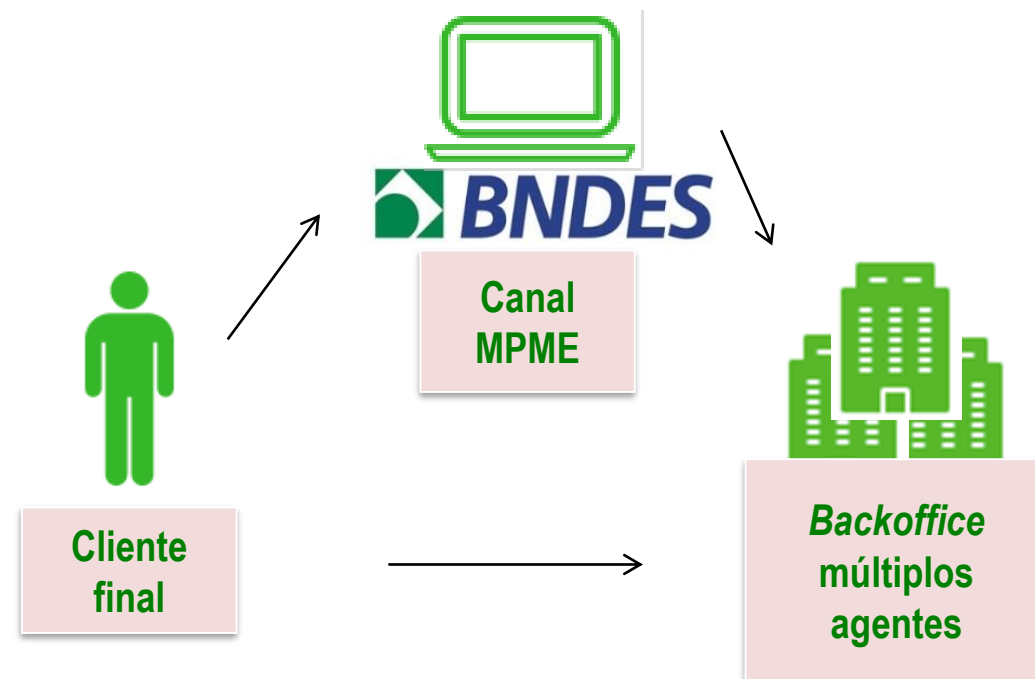 BNDES
Canal
MPME
Cliente
final
Backoffice
múltiplos
agentes